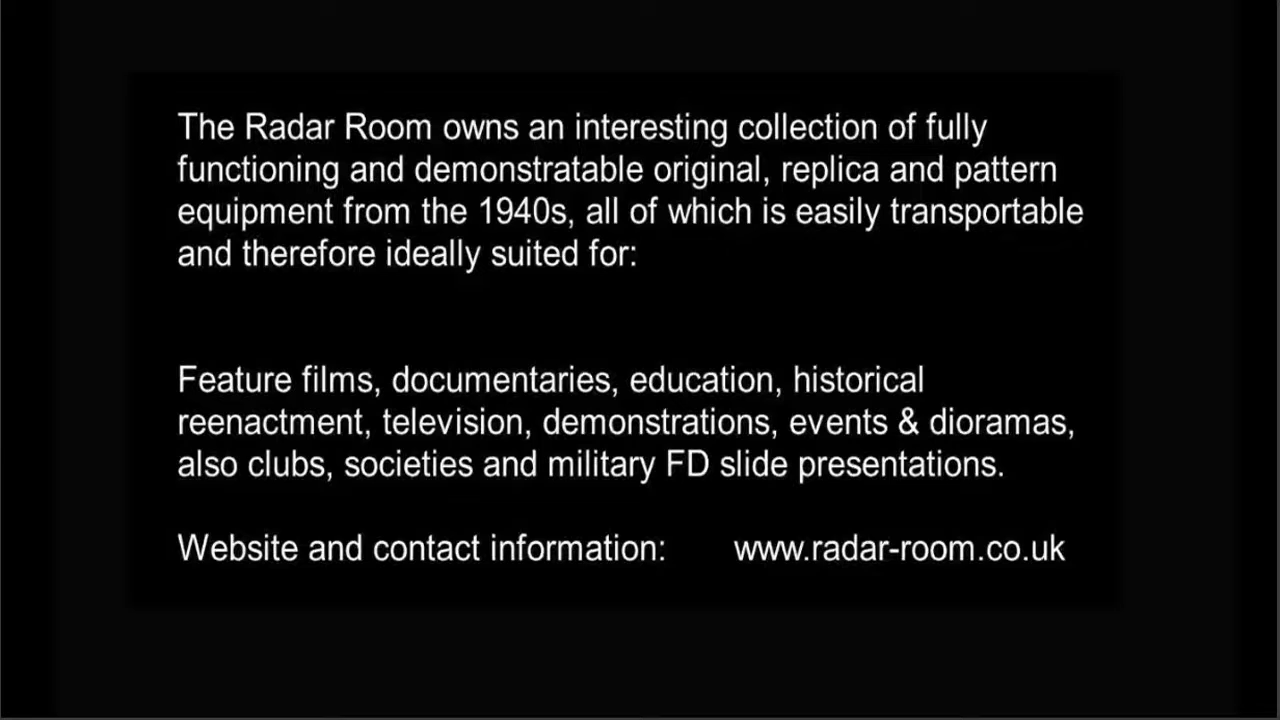 The Radar Room owns an interesting collection of fully
functioning and demonstratable original, replica and pattern
equipment from the 1940s, all of which is easily transportable
and therefore ideally suited for:
Feature films, documentaries, education, historical
reenactment, television, demonstrations, events & dioramas,
also clubs, societies and military FD slide presentations.
Website and contact information: www.radar-room.co.uk